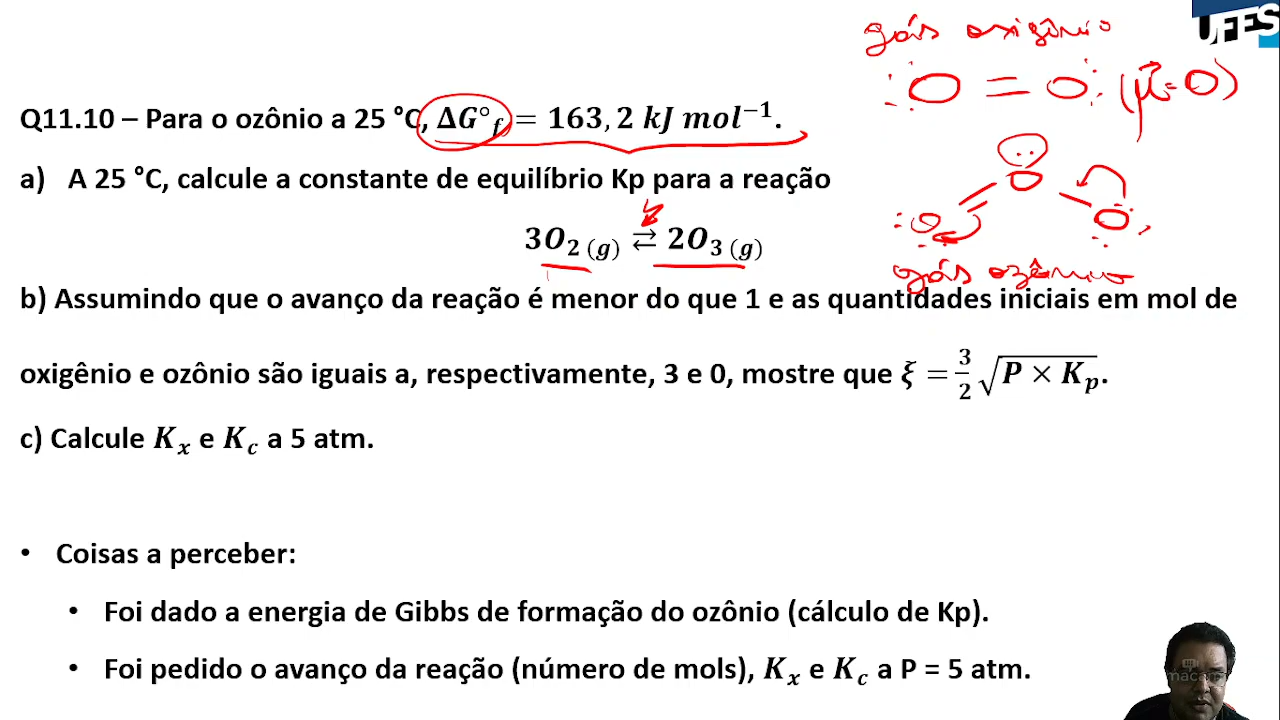 gás oxigênio
UFES
:O = O: (μ⃗=0)
Q11.10 – Para o ozônio a 25 °C, ΔG°f = 163,2 kJ mol⁻¹.
a) A 25 °C, calcule a constante de equilíbrio Kp para a reação
3O₂ (g) ⇄ 2O₃ (g)
O
O O
gás ozônio
b) Assumindo que o avanço da reação é menor do que 1 e as quantidades iniciais em mol de
oxigênio e ozônio são iguais a, respectivamente, 3 e 0, mostre que ξ = 3/2 √(P × Kₚ).
c) Calcule Kₓ e K_c a 5 atm.
• Coisas a perceber:
• Foi dado a energia de Gibbs de formação do ozônio (cálculo de Kp).
• Foi pedido o avanço da reação (número de mols), Kₓ e K_c a P = 5 atm.